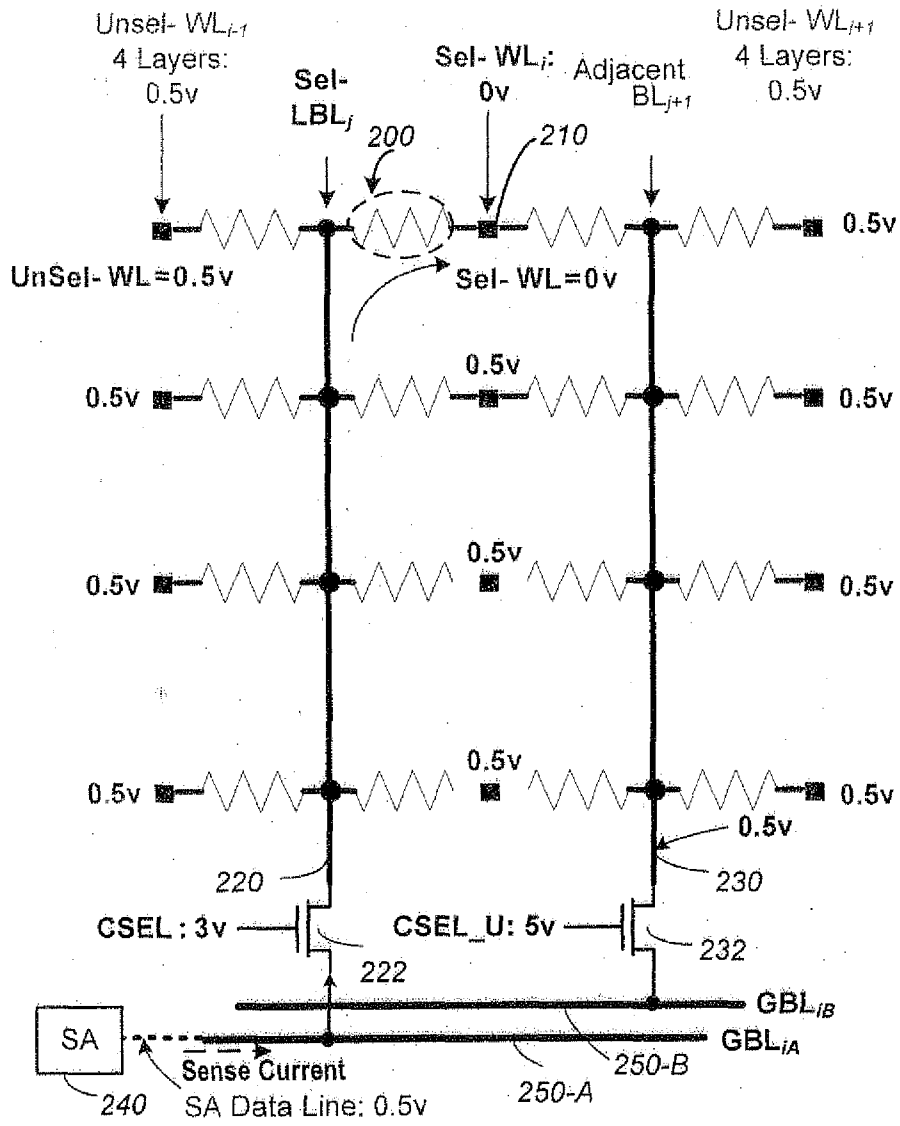 Unsel- WLi-1
4 Layers:
0.5v
Sel-
LBLj
Sel- WLi:
0v
Adjacent
BLj+1
Unsel- WLi+1
4 Layers:
0.5v
200
210
0.5v
UnSel- WL=0.5v
Sel- WL=0v
0.5v
0.5v
0.5v
0.5v
0.5v
0.5v
0.5v
0.5v
0.5v
0.5v
220
230
CSEL : 3v
CSEL_U: 5v
222
232
GBLiB
SA
GBLiA
Sense Current
250-B
240
SA Data Line: 0.5v
250-A